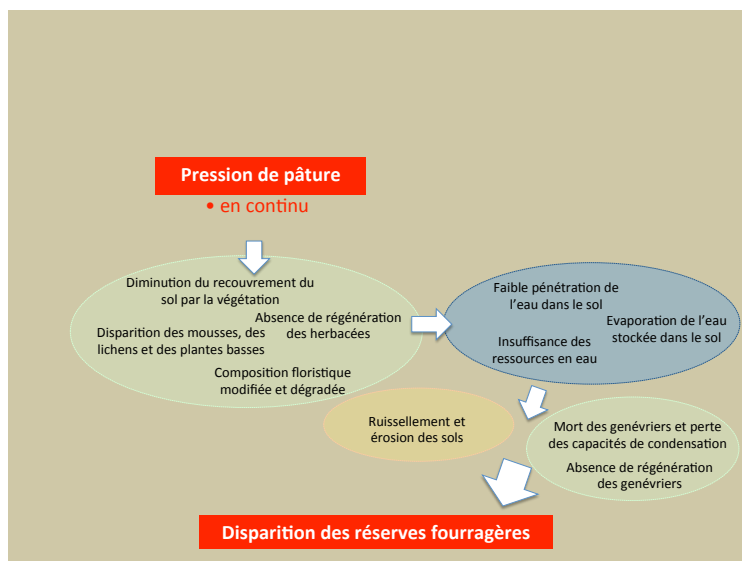 Pression de pâture
• en continu
Diminution du recouvrement du
sol par la végétation
Absence de régénération
des herbacées
Disparition des mousses, des
lichens et des plantes basses
Composition floristique
modifiée et dégradée
Faible pénétration de
l'eau dans le sol
Evaporation de l'eau
stockée dans le sol
Insuffisance des
ressources en eau
Ruissellement et
érosion des sols
Mort des genévriers et perte
des capacités de condensation
Absence de régénération
des genévriers
Disparition des réserves fourragères